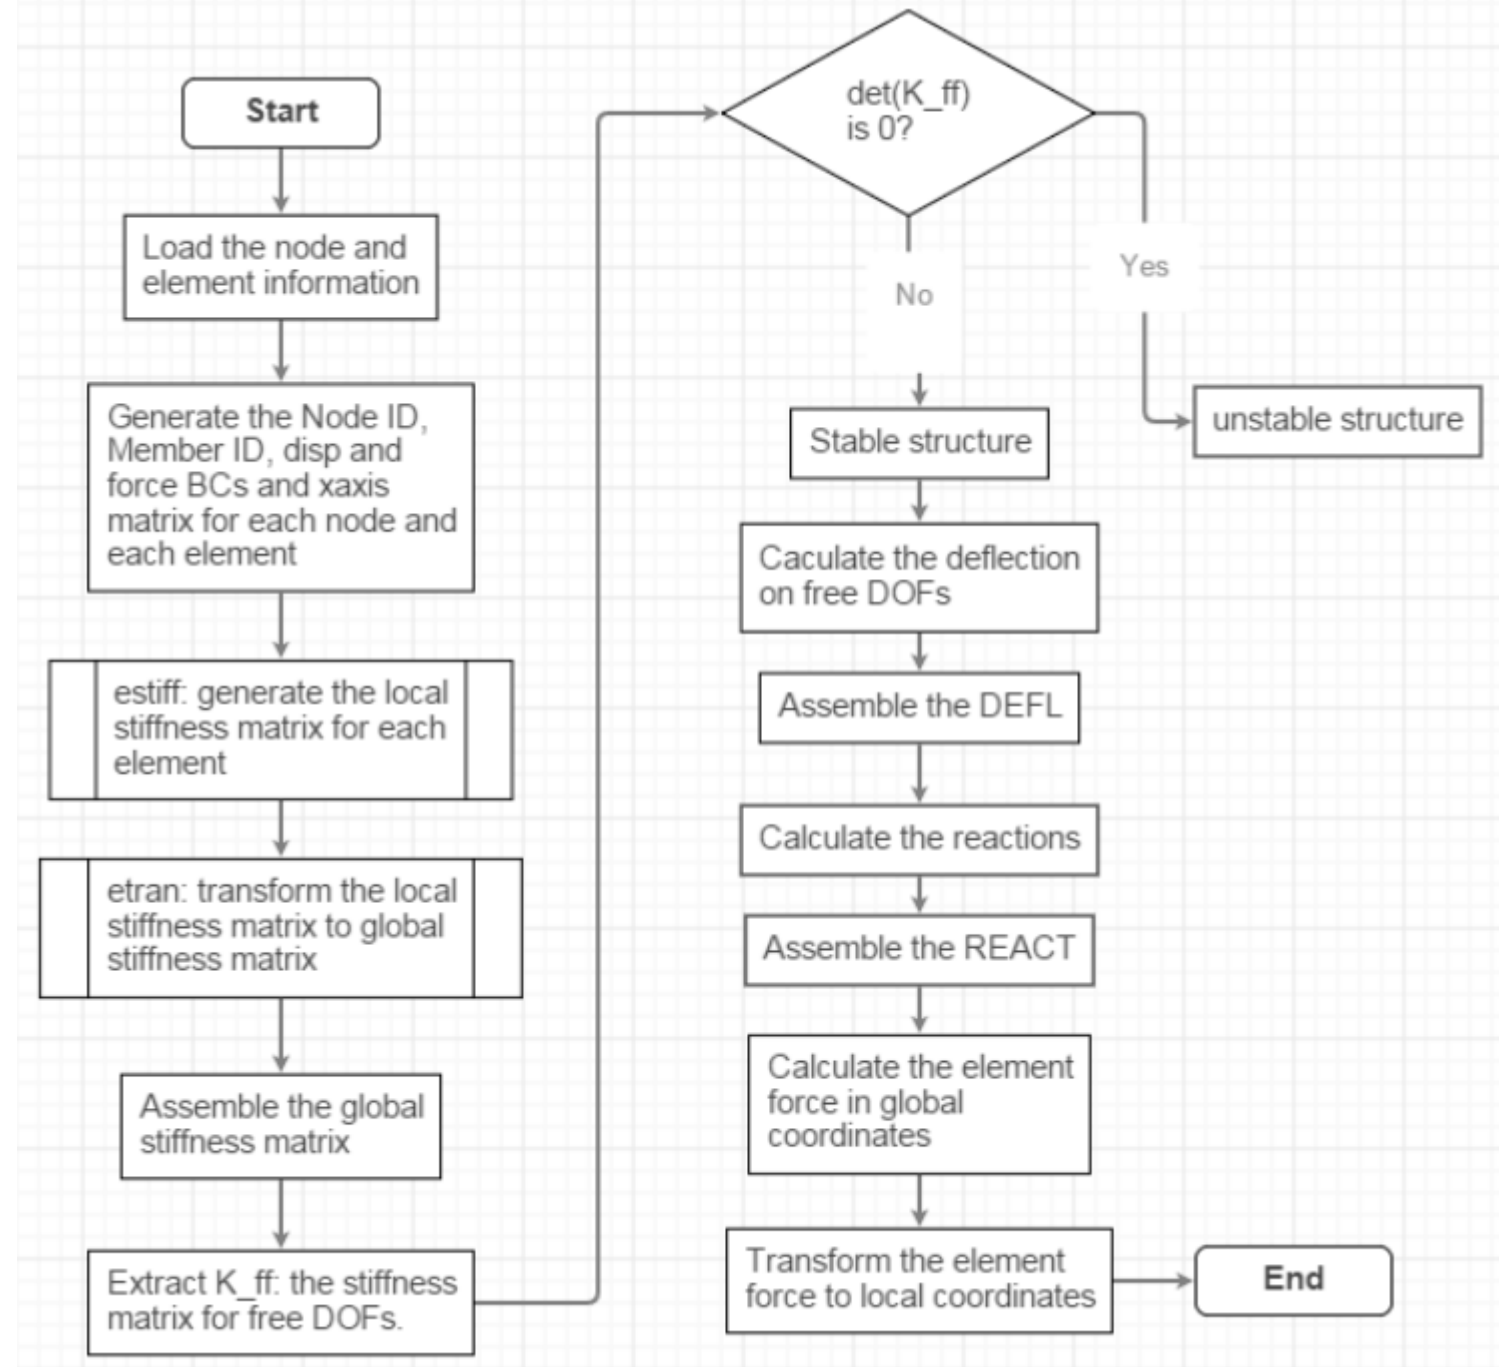 Start
Load the node and
element information
Generate the Node ID,
Member ID, disp and
force BCs and xaxis
matrix for each node and
each element
estiff: generate the local
stiffness matrix for each
element
etran: transform the local
stiffness matrix to global
stiffness matrix
Assemble the global
stiffness matrix
Extract K_ff: the stiffness
matrix for free DOFs.
det(K_ff)
is 0?
No
Yes
unstable structure
Stable structure
Caculate the deflection
on free DOFs
Assemble the DEFL
Calculate the reactions
Assemble the REACT
Calculate the element
force in global
coordinates
Transform the element
force to local coordinates
End